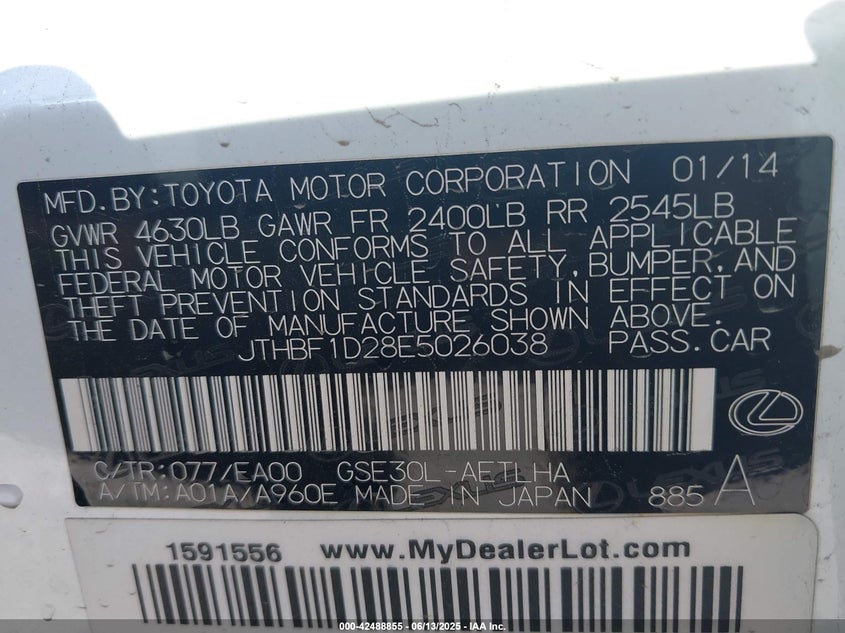 MFD.BY:TOYOTA MOTOR CORPORATION 01/14
GVWR 4630LB GAWR FR 2400LB RR 2545LB
THIS VEHICLE CONFORMS TO ALL APPLICABLE
FEDERAL MOTOR VEHICLE SAFETY,BUMPER,AND
THEFT PREVENTION STANDARDS IN EFFECT ON
THE DATE OF MANUFACTURE SHOWN ABOVE.
JTHBF1D28E5026038 PASS.CAR
C/TR:077/EA00 GSE30L-AETLHA
A/TM:A01A/A960E MADE IN JAPAN 885 A
1591556 www.MyDealerLot.com
000-42488855 - 06/13/2025 - IAA Inc.